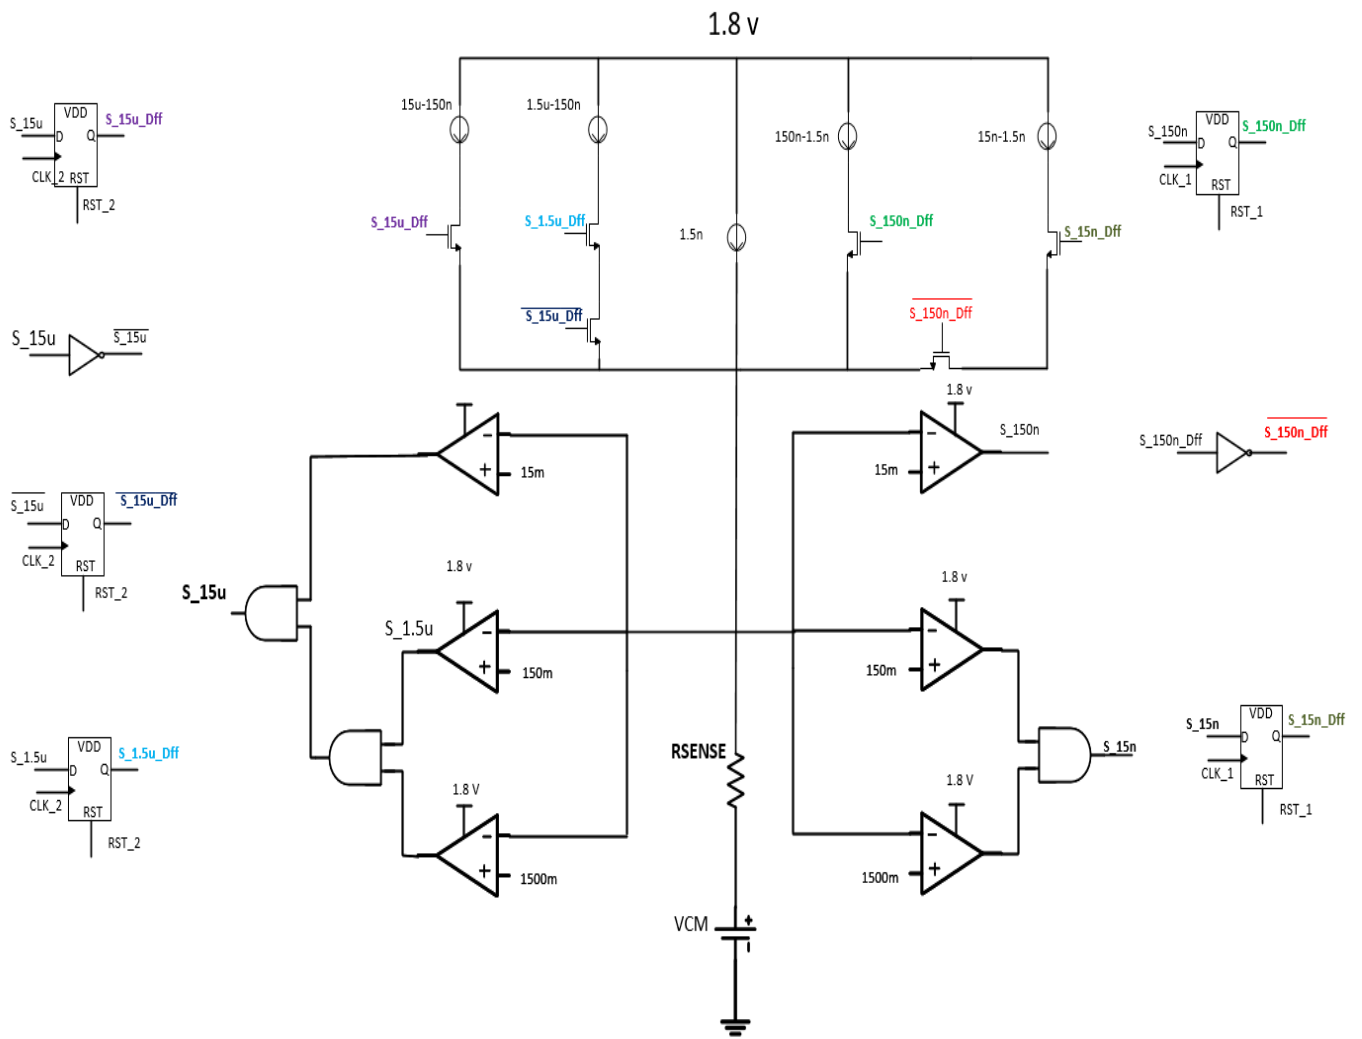 1.8 v
15u-150n
1.5u-150n
150n-1.5n
15n-1.5n
VDD
S_15u
D
Q
S_15u_Dff
CLK_2
RST
RST_2
VDD
S_150n
D
Q
S_150n_Dff
CLK_1
RST
RST_1
S_15u_Dff
S_1.5u_Dff
1.5n
S_150n_Dff
S_15n_Dff
S_15u_Dff
S_150n_Dff
S_15u
S_15u
1.8 v
-
+
15m
-
+
15m
S_150n
S_150n_Dff
S_150n_Dff
VDD
S_15u
D
Q
S_15u_Dff
CLK_2
RST
RST_2
S_15u
1.8 v
S_1.5u
-
+
150m
1.8 v
-
+
150m
VDD
S_1.5u
D
Q
S_1.5u_Dff
CLK_2
RST
RST_2
RSENSE
S_15n
VDD
S_15n
D
Q
S_15n_Dff
CLK_1
RST
RST_1
1.8 V
-
+
1500m
1.8 V
-
+
1500m
VCM
+
-